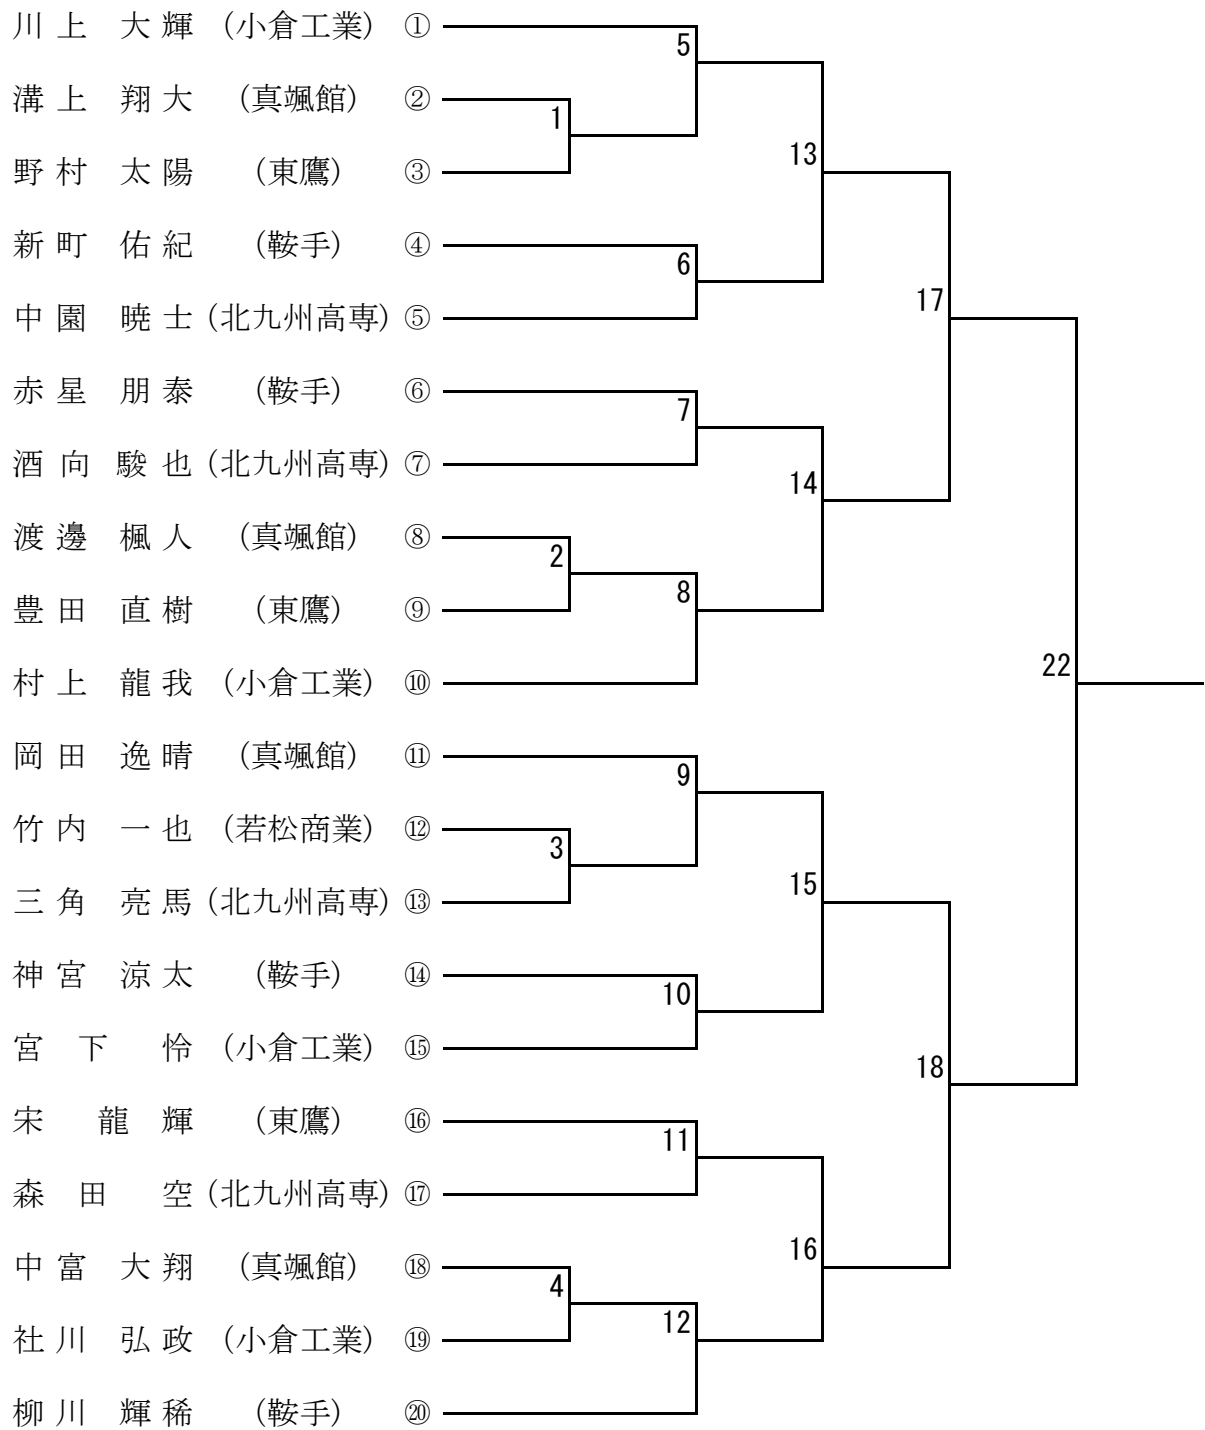 川上 大輝 (小倉工業) ①
5
溝上 翔大 (真颯館) ②
1
13
野村 太陽 (東鷹) ③
新町 佑紀 (鞍手) ④
6
17
中園 暁士 (北九州高専) ⑤
赤星 朋泰 (鞍手) ⑥
7
酒向 駿也 (北九州高専) ⑦
14
渡邊 楓人 (真颯館) ⑧
2
8
豊田 直樹 (東鷹) ⑨
22
村上 龍我 (小倉工業) ⑩
岡田 逸晴 (真颯館) ⑪
9
竹内 一也 (若松商業) ⑫
3
15
三角 亮馬 (北九州高専) ⑬
神宮 涼太 (鞍手) ⑭
10
宮下 怜 (小倉工業) ⑮
18
宋 龍輝 (東鷹) ⑯
11
森田 空 (北九州高専) ⑰
16
中富 大翔 (真颯館) ⑱
4
12
社川 弘政 (小倉工業) ⑲
柳川 輝稀 (鞍手) ⑳